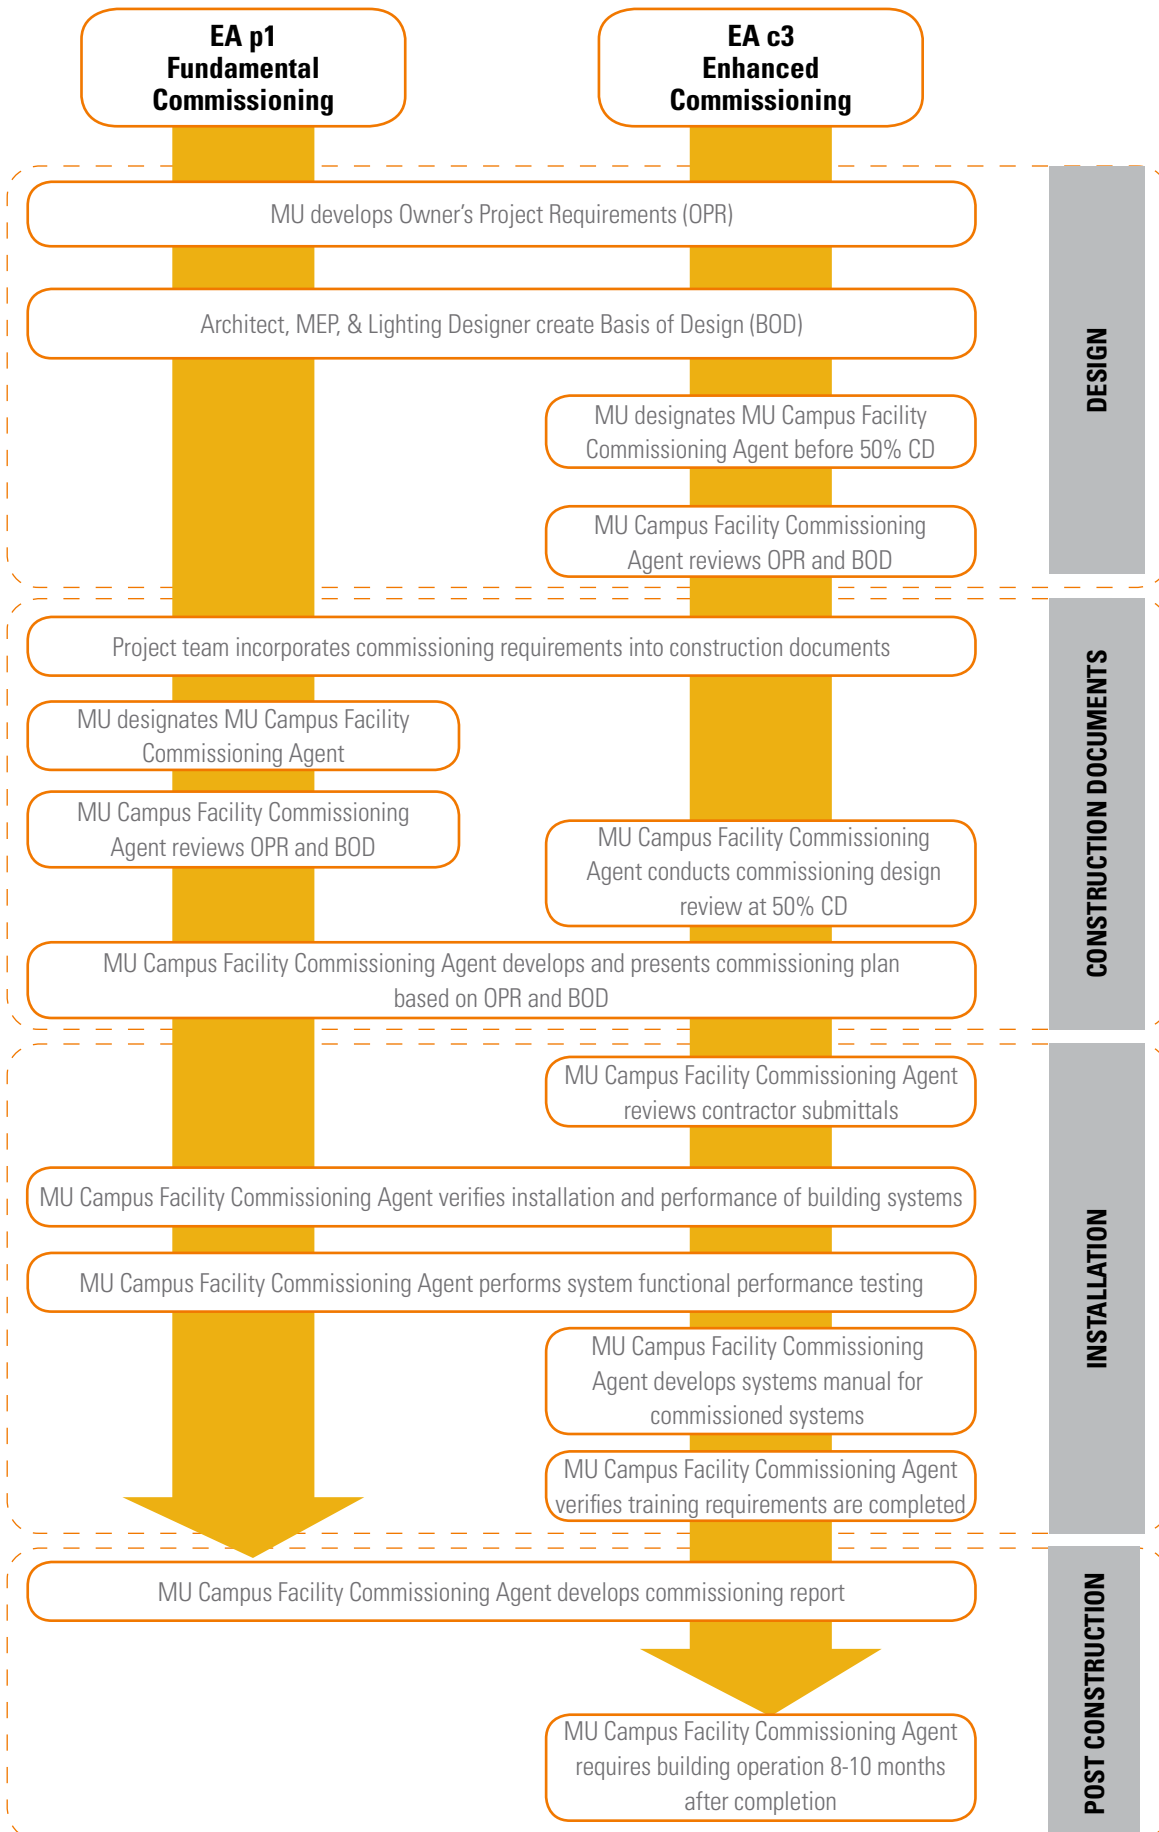 EA p1
Fundamental
Commissioning
EA c3
Enhanced
Commissioning
MU develops Owner's Project Requirements (OPR)
Architect, MEP, & Lighting Designer create Basis of Design (BOD)
MU designates MU Campus Facility
Commissioning Agent before 50% CD
MU Campus Facility Commissioning
Agent reviews OPR and BOD
DESIGN
Project team incorporates commissioning requirements into construction documents
MU designates MU Campus Facility
Commissioning Agent
MU Campus Facility Commissioning
Agent reviews OPR and BOD
MU Campus Facility Commissioning
Agent conducts commissioning design
review at 50% CD
MU Campus Facility Commissioning Agent develops and presents commissioning plan
based on OPR and BOD
CONSTRUCTION DOCUMENTS
MU Campus Facility Commissioning Agent
reviews contractor submittals
MU Campus Facility Commissioning Agent verifies installation and performance of building systems
MU Campus Facility Commissioning Agent performs system functional performance testing
MU Campus Facility Commissioning
Agent develops systems manual for
commissioned systems
MU Campus Facility Commissioning Agent
verifies training requirements are completed
INSTALLATION
MU Campus Facility Commissioning Agent develops commissioning report
MU Campus Facility Commissioning Agent
requires building operation 8-10 months
after completion
POST CONSTRUCTION